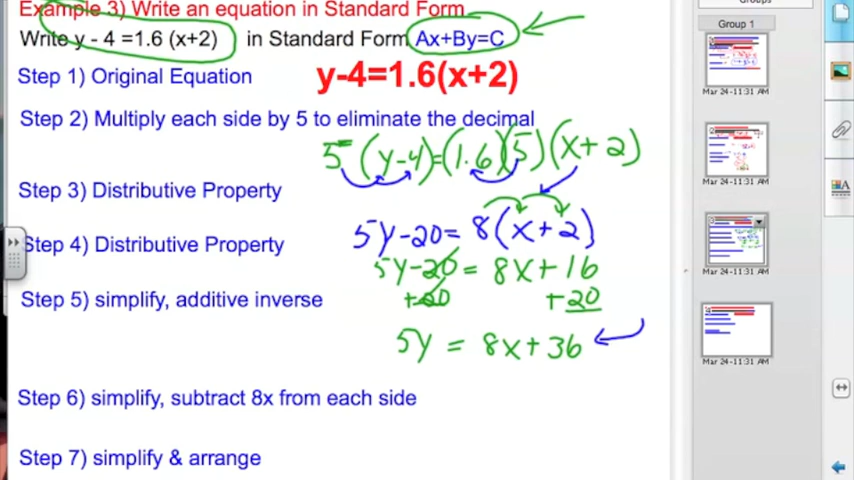 Example 3) Write an equation in Standard Form
Write y - 4 =1.6 (x+2) in Standard Form Ax+By=C
Step 1) Original Equation y-4=1.6(x+2)
Step 2) Multiply each side by 5 to eliminate the decimal
5 (y-4)=(1.6)(5)(x+2)
Step 3) Distributive Property
5y-20= 8(x+2)
Step 4) Distributive Property
5y-20 = 8x+16
Step 5) simplify, additive inverse +20 +20
5y = 8x+36
Step 6) simplify, subtract 8x from each side
Step 7) simplify & arrange
Groups
Group 1
Mar 24-11:31 AM
Mar 24-11:31 AM
Mar 24-11:31 AM
Mar 24-11:31 AM